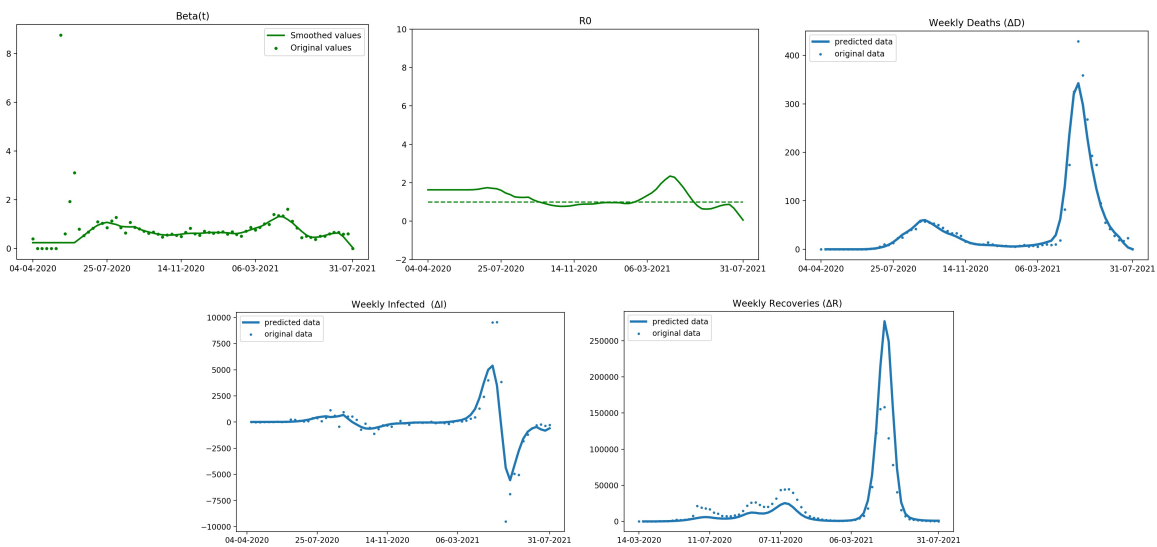 Beta(t)
8
6
4
2
0
Smoothed values
Original values
04-04-2020 25-07-2020 14-11-2020 06-03-2021 31-07-2021
R0
10
8
6
4
2
0
−2
04-04-2020 25-07-2020 14-11-2020 06-03-2021 31-07-2021
Weekly Deaths (ΔD)
predicted data
original data
400
300
200
100
0
04-04-2020 25-07-2020 14-11-2020 06-03-2021 31-07-2021
Weekly Infected (ΔI)
predicted data
original data
10000
7500
5000
2500
0
−2500
−5000
−7500
−10000
04-04-2020 25-07-2020 14-11-2020 06-03-2021 31-07-2021
Weekly Recoveries (ΔR)
predicted data
original data
250000
200000
150000
100000
50000
0
14-03-2020 11-07-2020 07-11-2020 06-03-2021 31-07-2021